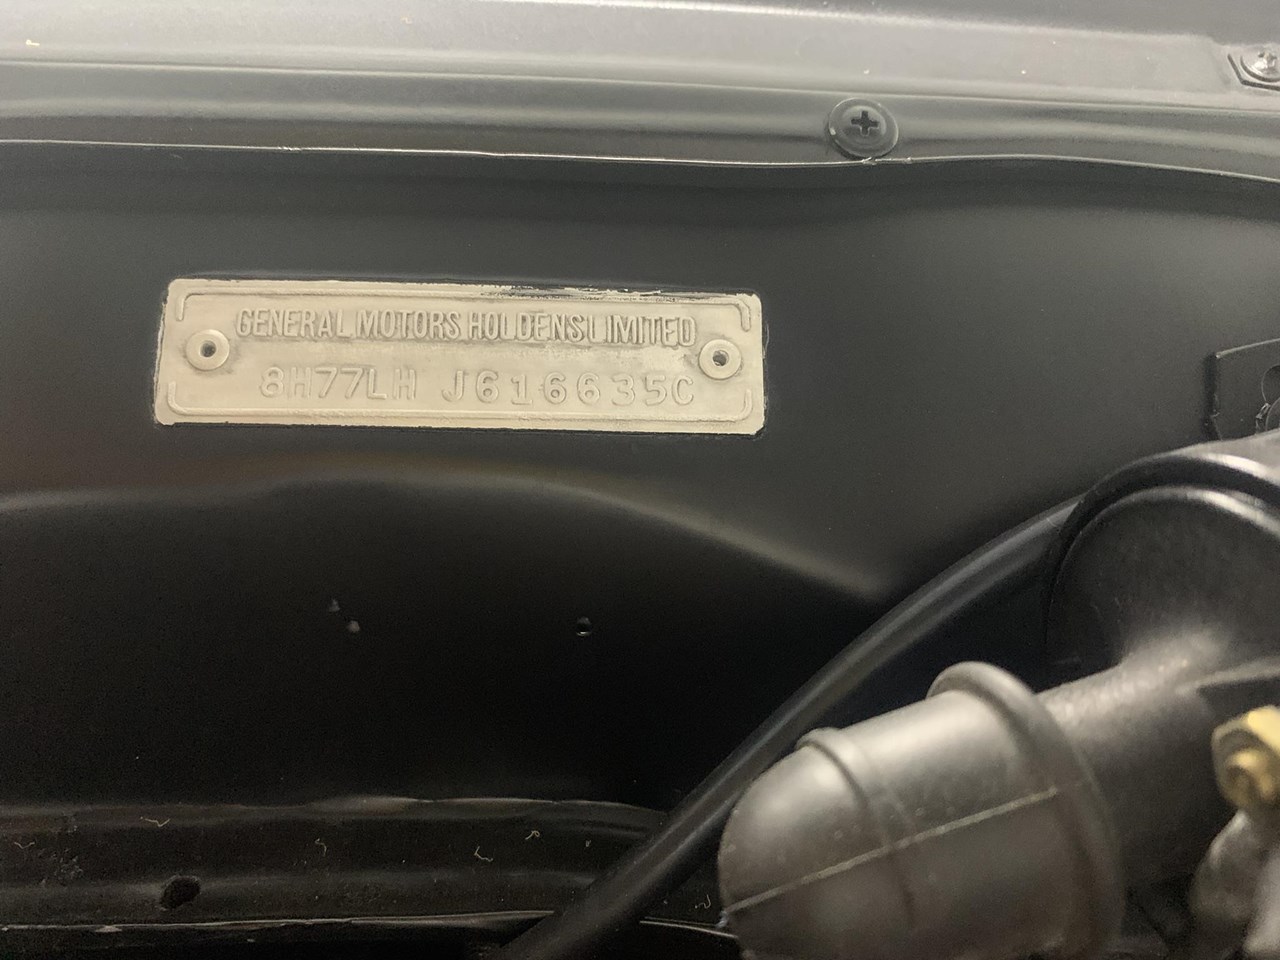 GENERAL MOTORS HOLDENS LIMITED
8H77LH J616635C